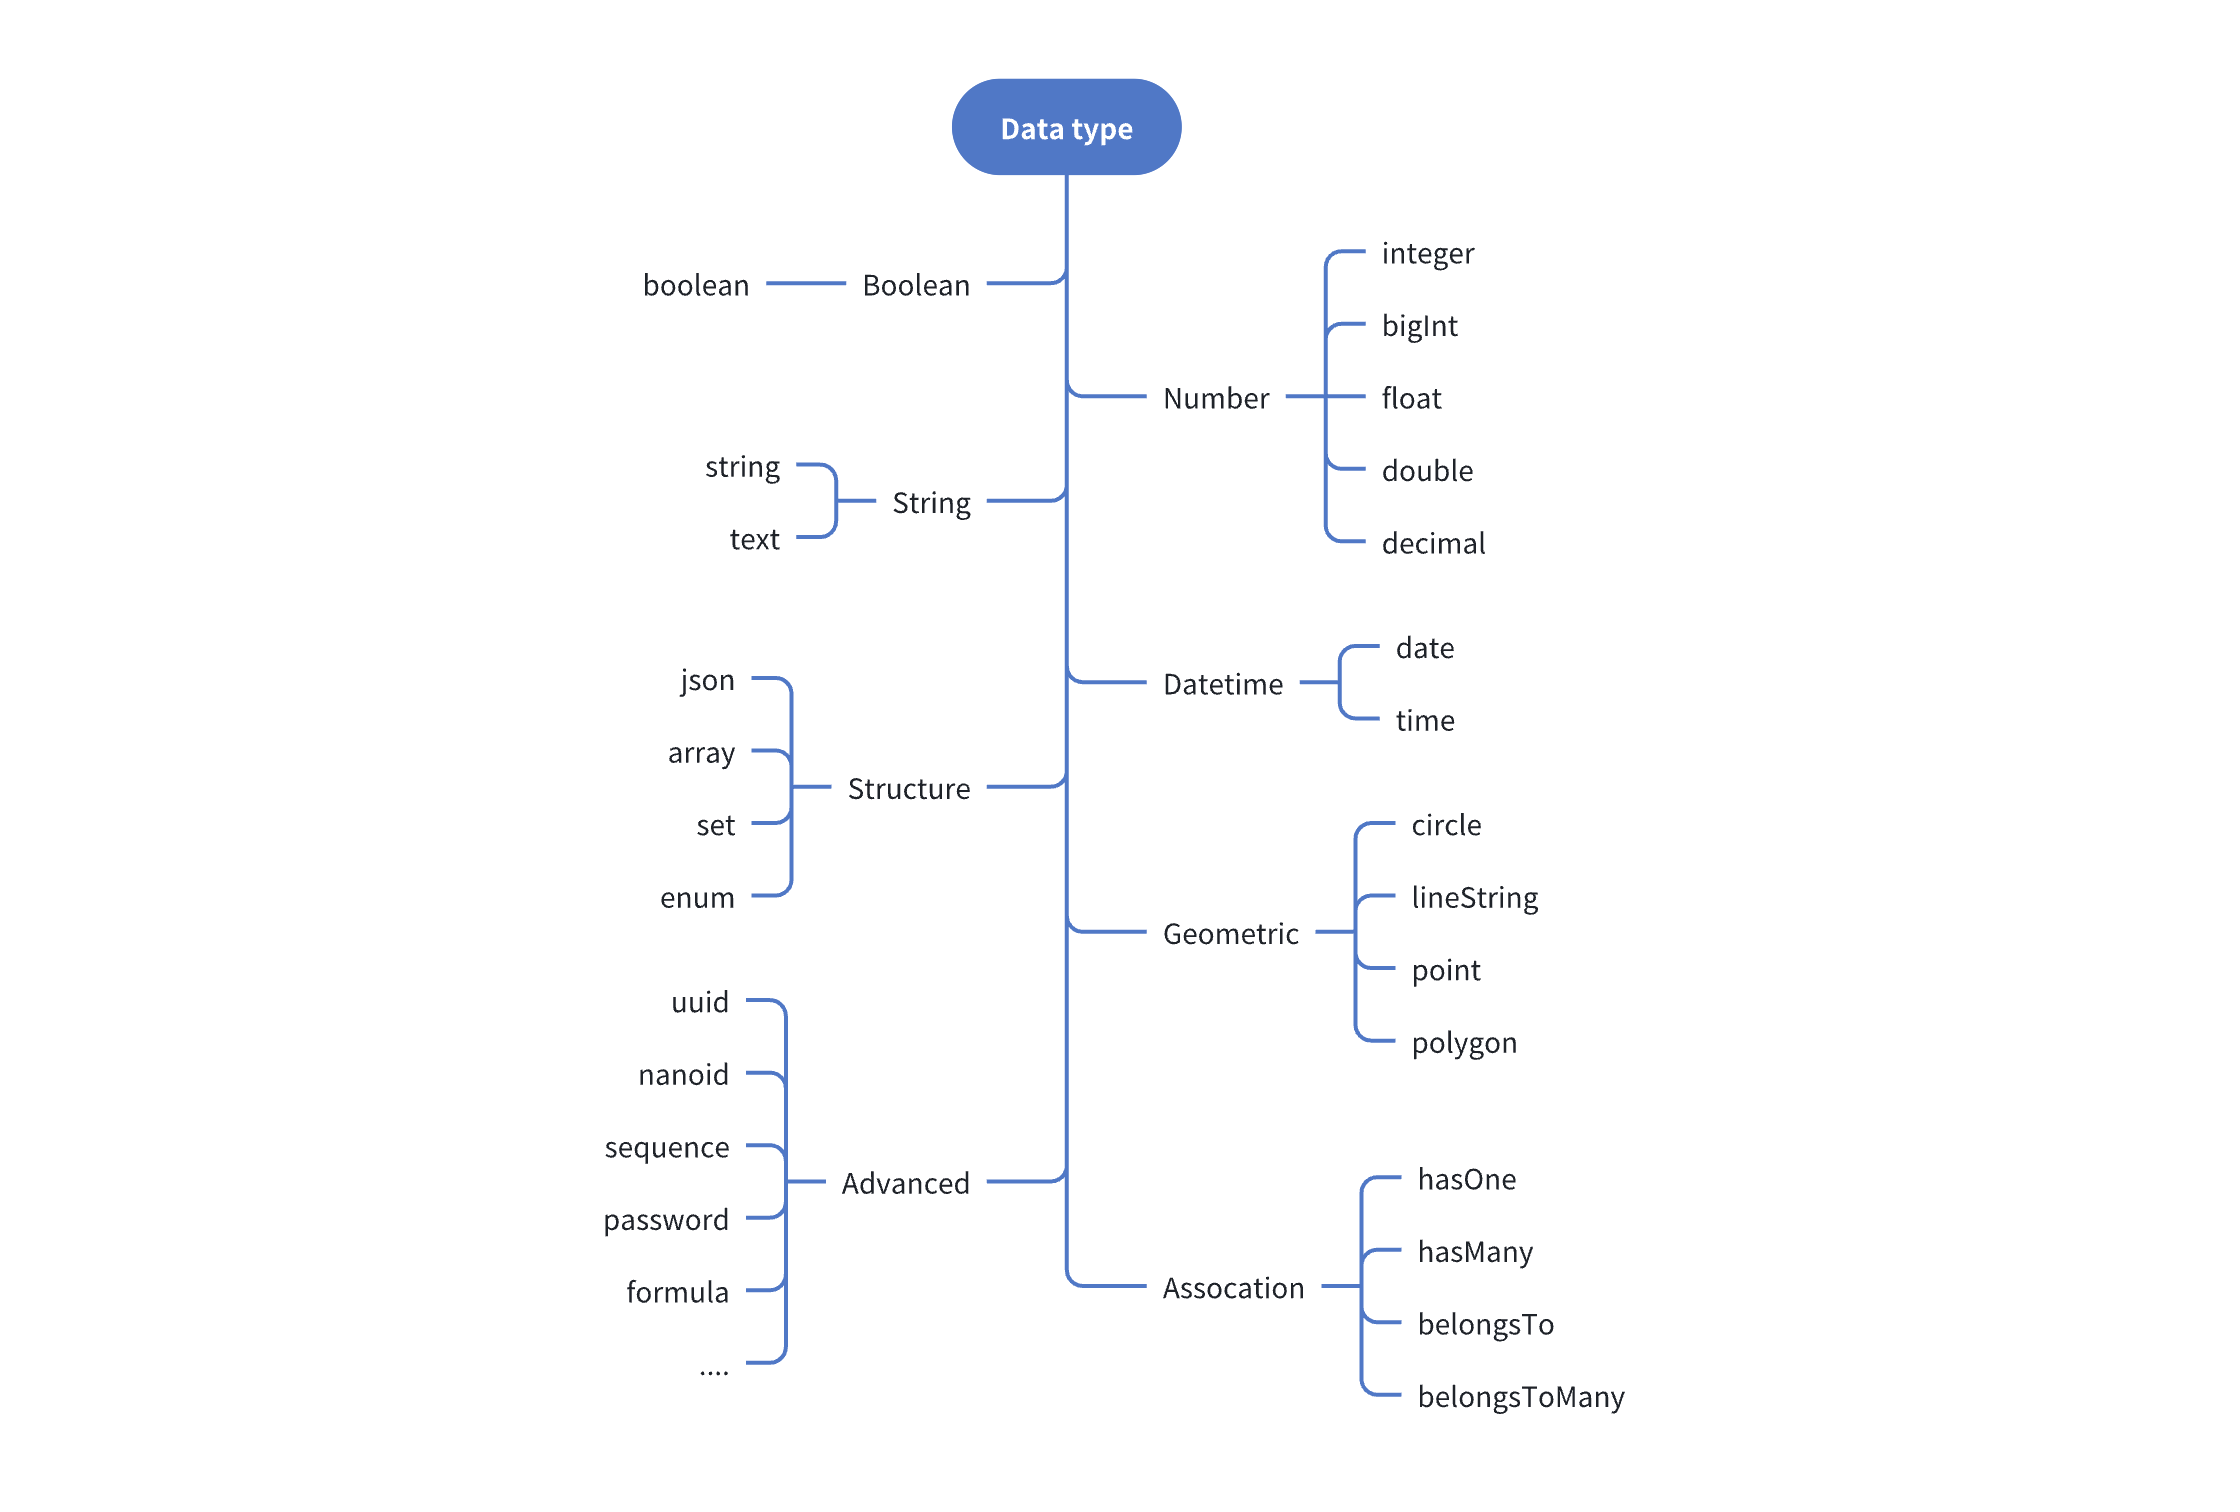 Data type
Boolean
boolean
Number
integer
bigInt
float
double
decimal
String
string
text
Datetime
date
time
Structure
json
array
set
enum
Geometric
circle
lineString
point
polygon
Advanced
uuid
nanoid
sequence
password
formula
....
Assocation
hasOne
hasMany
belongsTo
belongsToMany